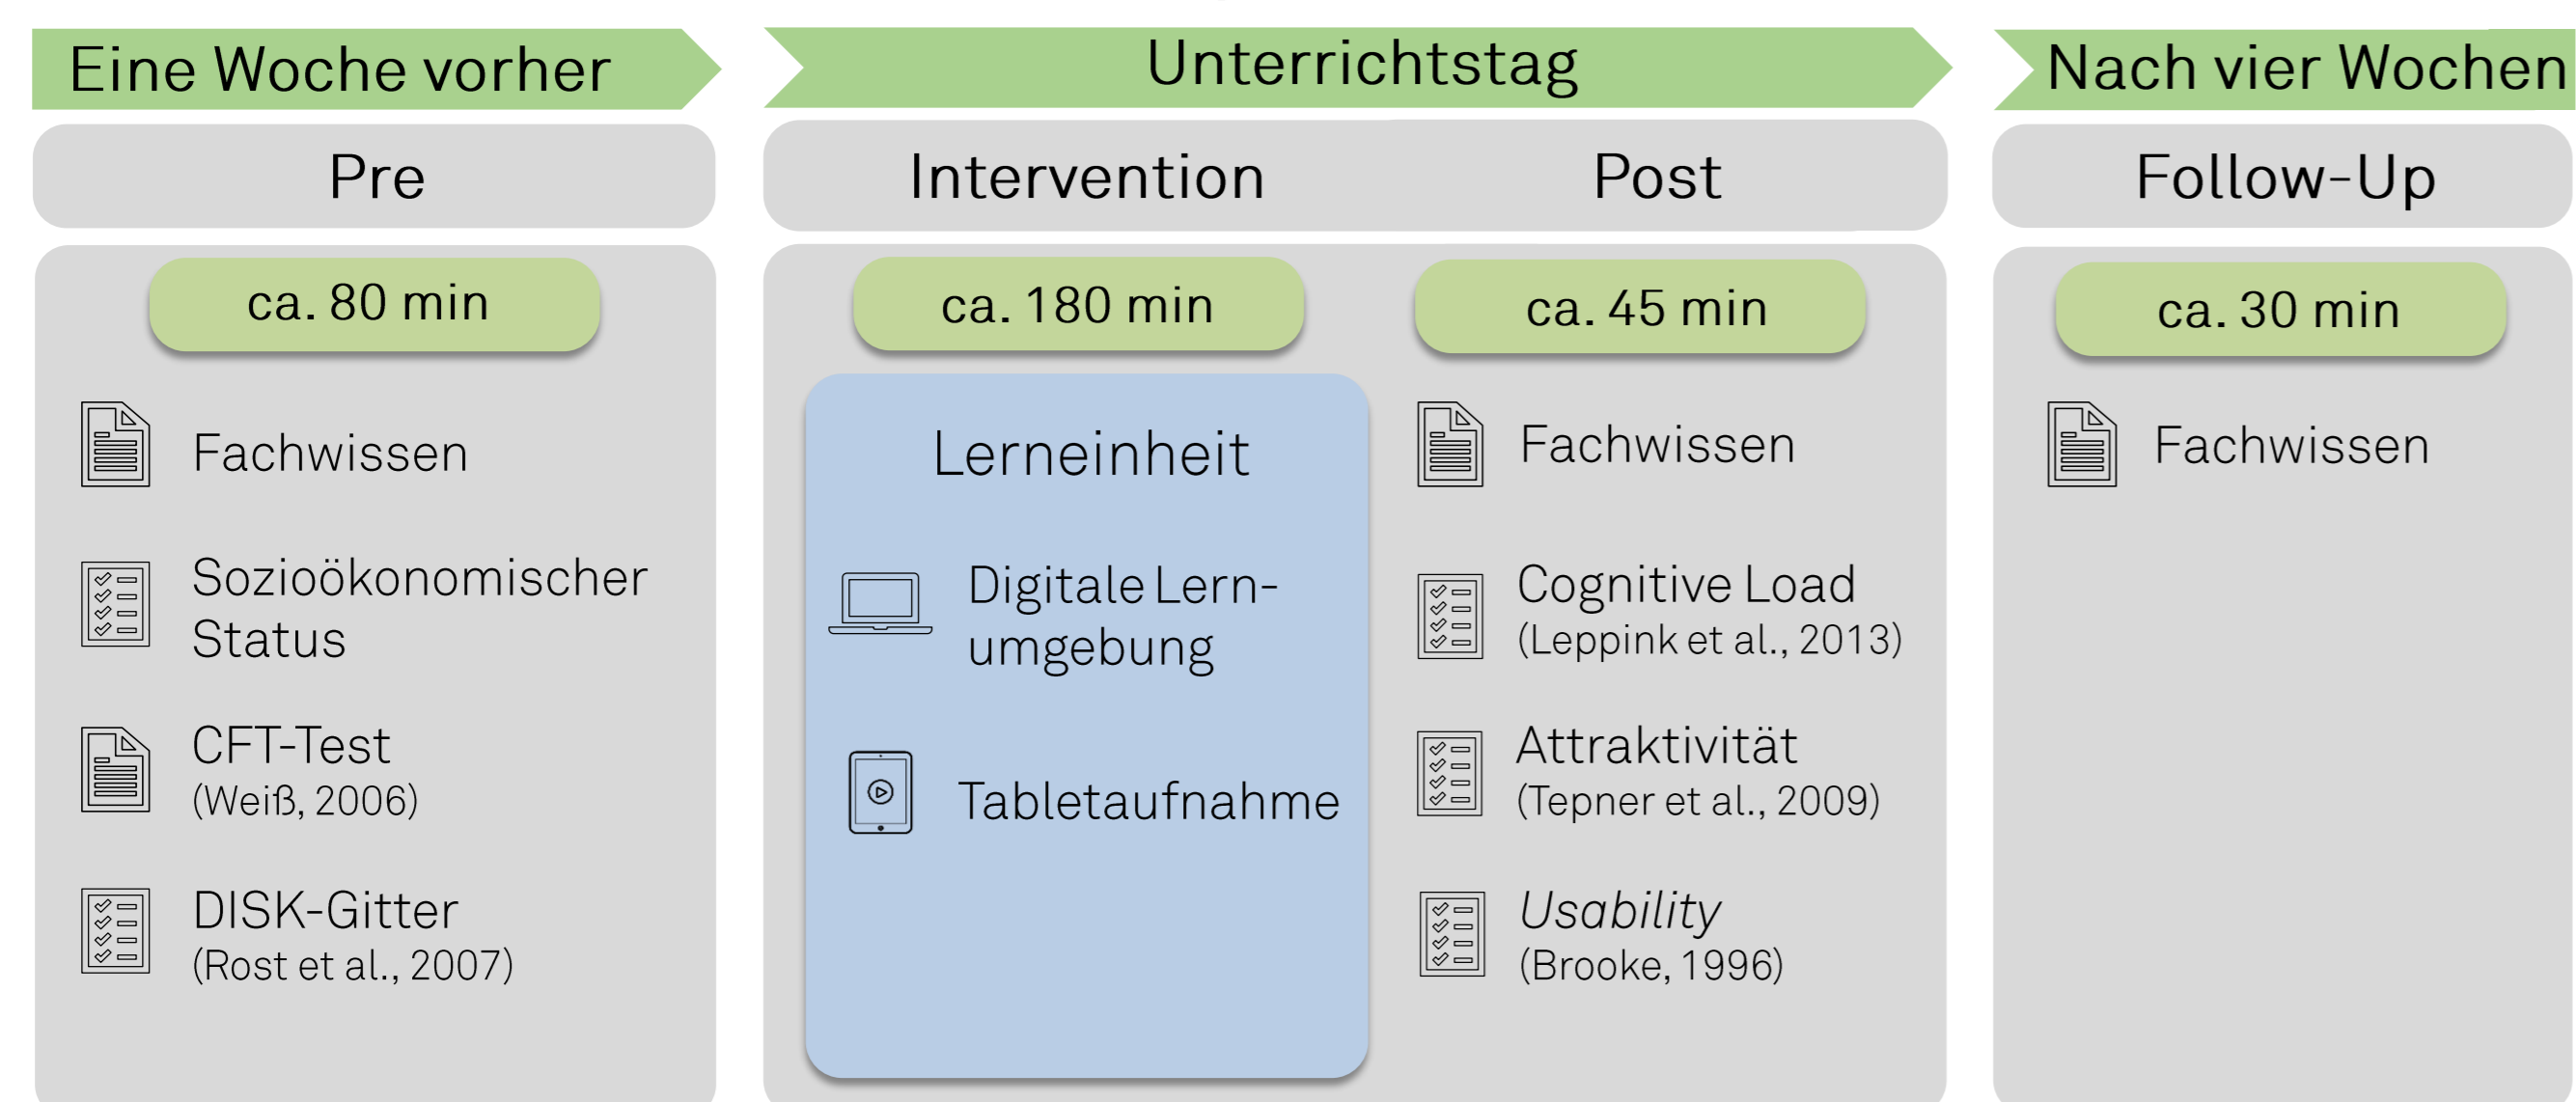 Eine Woche vorher
Unterrichtstag
Nach vier Wochen
Pre
Intervention
Post
Follow-Up
ca. 80 min
ca. 180 min
ca. 45 min
ca. 30 min
Fachwissen
Sozioökonomischer
Status
CFT-Test
(Weiß, 2006)
DISK-Gitter
(Rost et al., 2007)
Lerneinheit
Digitale Lern-
umgebung
Tabletaufnahme
Fachwissen
Cognitive Load
(Leppink et al., 2013)
Attraktivität
(Tepner et al., 2009)
Usability
(Brooke, 1996)
Fachwissen